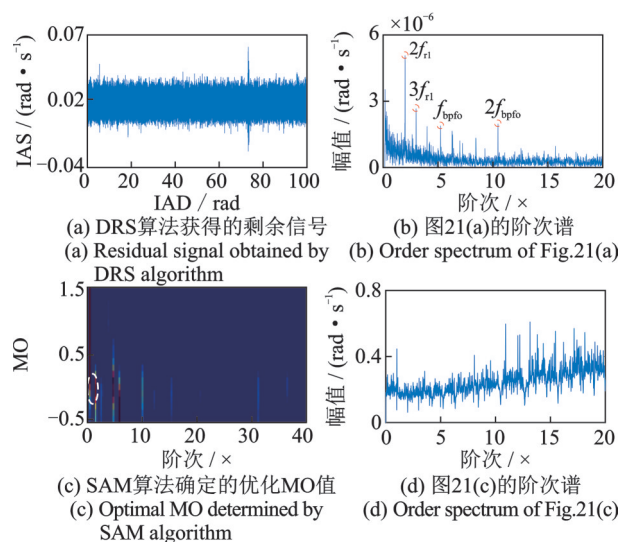 0.07
0.02
−0.04
IAS / (rad • s⁻¹)
0 20 40 60 80 100
IAD / rad
(a) DRS算法获得的剩余信号
(a) Residual signal obtained by
DRS algorithm
×10⁻⁶
6
3
0
幅值 / (rad • s⁻¹)
2f_r1
3f_r1
f_bpfo
2f_bpfo
0 5 10 15 20
阶次 / ×
(b) 图21(a)的阶次谱
(b) Order spectrum of Fig.21(a)
1.5
0.5
−0.5
MO
0 10 20 30 40
阶次 / ×
(c) SAM算法确定的优化MO值
(c) Optimal MO determined by
SAM algorithm
0.8
0.4
0
幅值 / (rad • s⁻¹)
0 5 10 15 20
阶次 / ×
(d) 图21(c)的阶次谱
(d) Order spectrum of Fig.21(c)